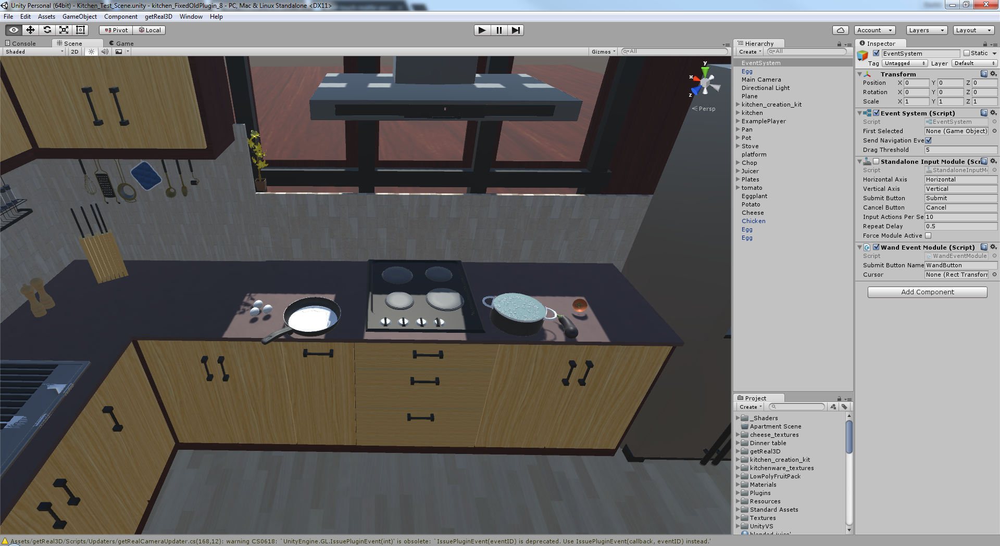 Unity Personal (64bit) - Kitchen_Test_Scene.unity - kitchen_FixedOldPlugin_8 - PC, Mac & Linux Standalone <DX11>
File Edit Assets GameObject Component getReal3D Window Help
Pivot Local Account Layers Layout
Console Scene Game
Shaded 2D Gizmos All
y
x
z
Persp
Hierarchy
Create All
EventSystem
Egg
Main Camera
Directional Light
Plane
kitchen_creation_kit
kitchen
ExamplePlayer
Pan
Pot
Stove
platform
Chop
Juicer
Plates
tomato
Eggplant
Potato
Cheese
Chicken
Egg
Egg
Project
Create
_Shaders
Apartment Scene
cheese_textures
Dinner table
getReal3D
kitchen_creation_kit
kitchenware_textures
LowPolyFruitPack
Materials
Plugins
Resources
Standard Assets
Textures
UnityVS
blended juice'
Inspector
EventSystem Static
Tag Untagged Layer Default
Transform
Position X 0 Y 0 Z 0
Rotation X 0 Y 0 Z 0
Scale X 1 Y 1 Z 1
Event System (Script)
Script EventSystem
First Selected None (Game Object)
Send Navigation Eve
Drag Threshold 5
Standalone Input Module (Scr
Script StandaloneInputM
Horizontal Axis Horizontal
Vertical Axis Vertical
Submit Button Submit
Cancel Button Cancel
Input Actions Per Se 10
Repeat Delay 0.5
Force Module Active
Wand Event Module (Script)
Script WandEventModule
Submit Button Name WandButton
Cursor None (Rect Transforr
Add Component
Assets/getReal3D/Scripts/Updaters/getRealCameraUpdater.cs(168,12): warning CS0618: `UnityEngine.GL.IssuePluginEvent(int)' is obsolete: `IssuePluginEvent(eventID) is deprecated. Use IssuePluginEvent(callback, eventID) instead.'